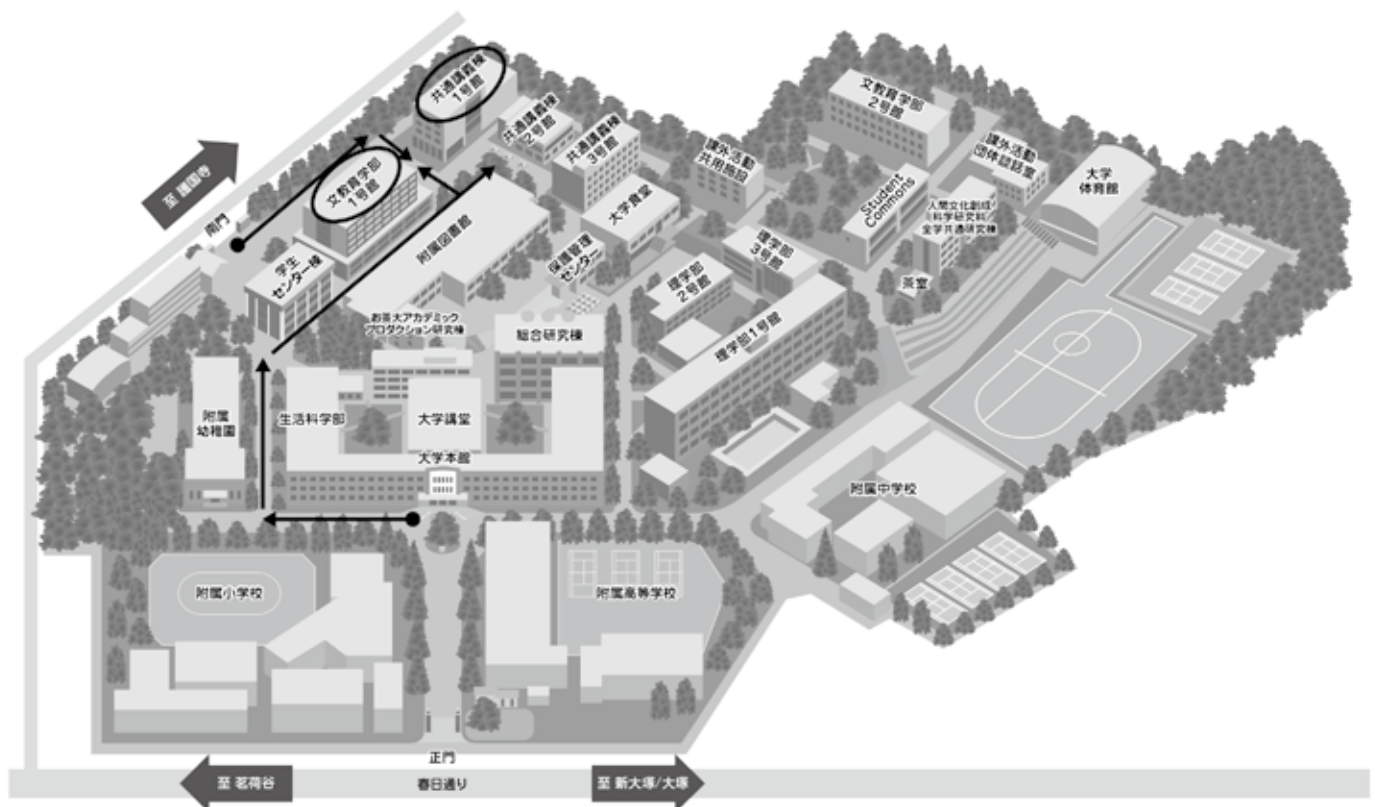 共通講義棟
1号館
共通講義棟
2号館
共通講義棟
3号館
文教育学部
2号館
課外活動
共用施設
課外活動
団体談話室
大学
体育館
至 護国寺
南門
文教育学部
1号館
附属図書館
大学食堂
Student
Commons
人間文化創成
科学研究科
全学共通研究棟
学生
センター棟
保健管理
センター
理学部
3号館
理学部
2号館
茶室
お茶大アカデミック
プロダクション研究棟
総合研究棟
理学部1号館
附属
幼稚園
生活科学部
大学講堂
大学本館
附属中学校
附属小学校
附属高等学校
正門
至 茗荷谷
春日通り
至 新大塚/大塚